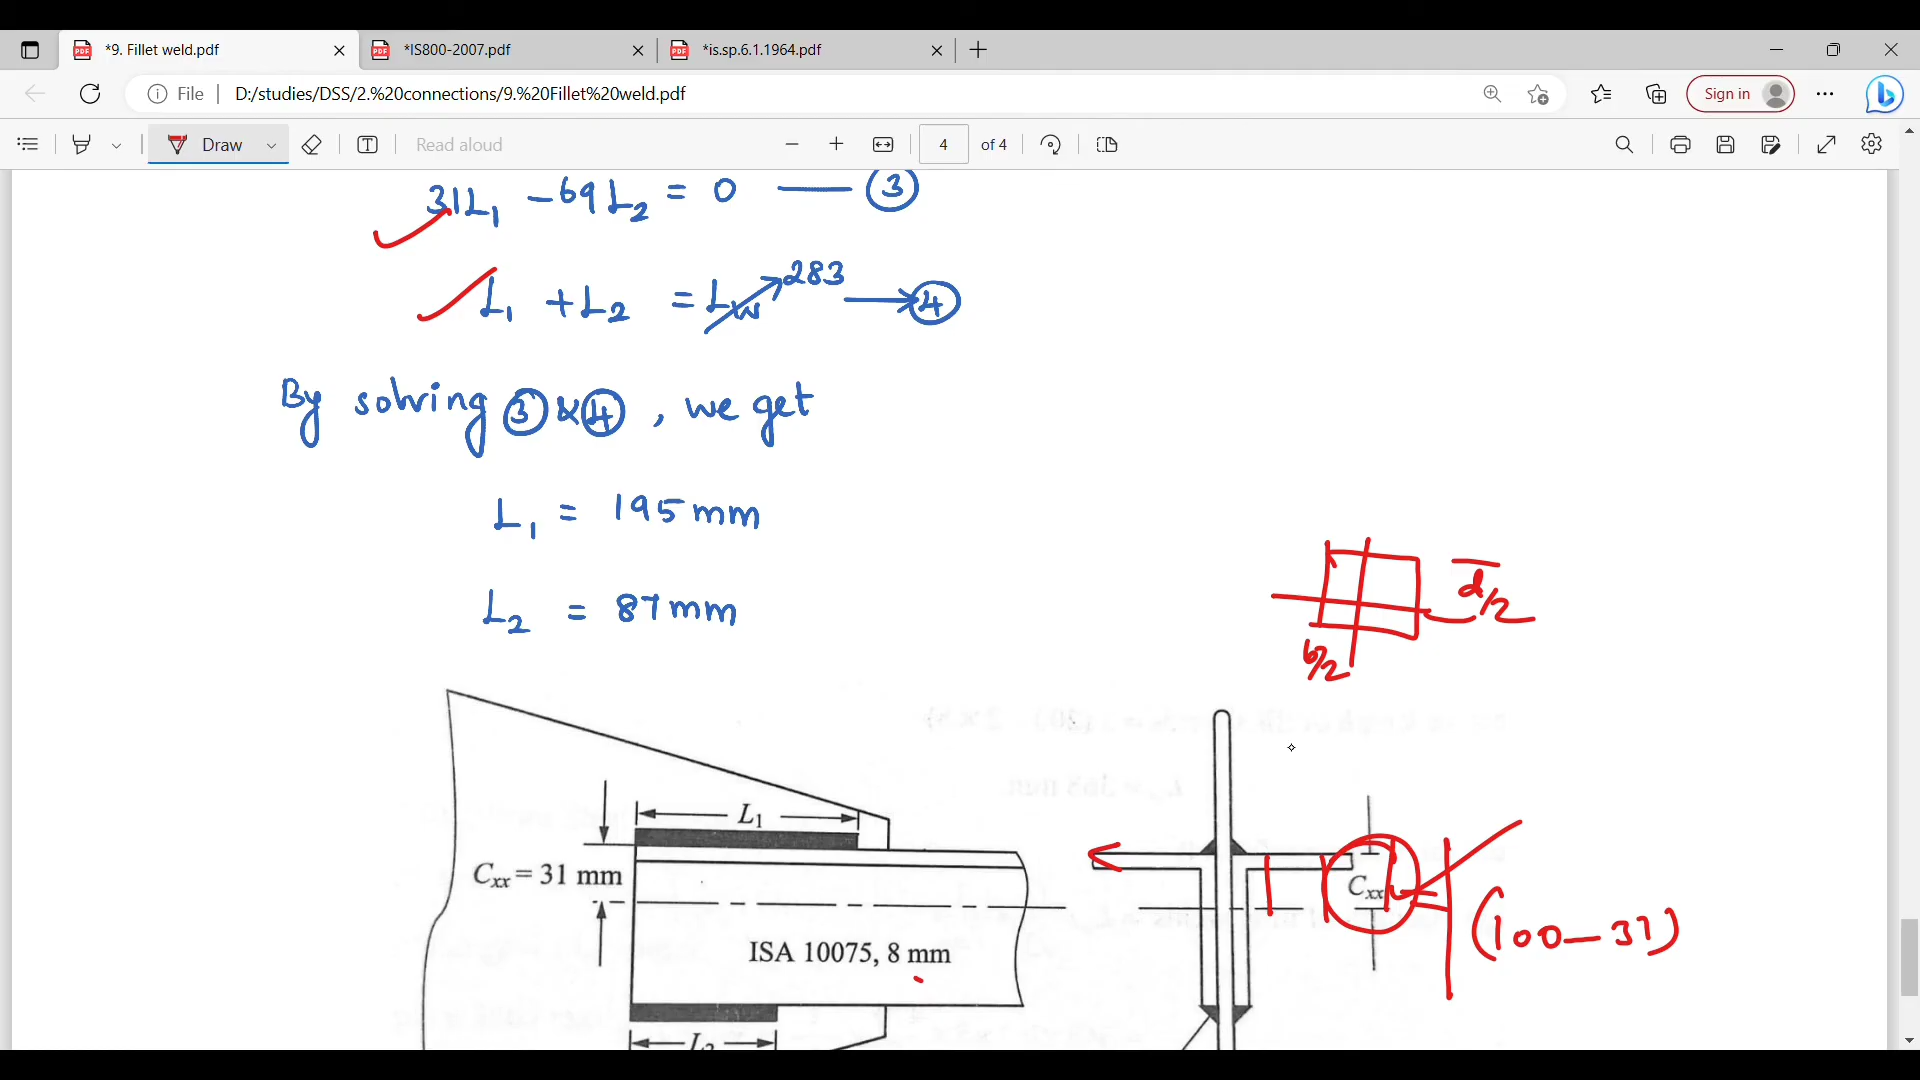 *9. Fillet weld.pdf
*IS800-2007.pdf
*is.sp.6.1.1964.pdf
File
D:/studies/DSS/2.%20connections/9.%20Fillet%20weld.pdf
Sign in
Draw
Read aloud
4 of 4
31L₁ - 69L₂ = 0 — 3
L₁ + L₂ = Lw 283 → 4
By solving 3 & 4, we get
L₁ = 195 mm
L₂ = 87 mm
d/2
b/2
L₁
Cxx = 31 mm
Cxx
(100-31)
ISA 10075, 8 mm
L₂